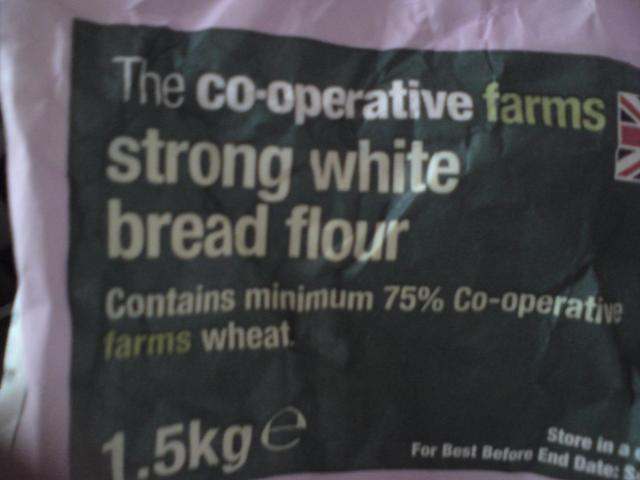 The co-operative farms
strong white
bread flour
Contains minimum 75% Co-operative
farms wheat.
1.5kg e
Store in a
For Best Before End Date: